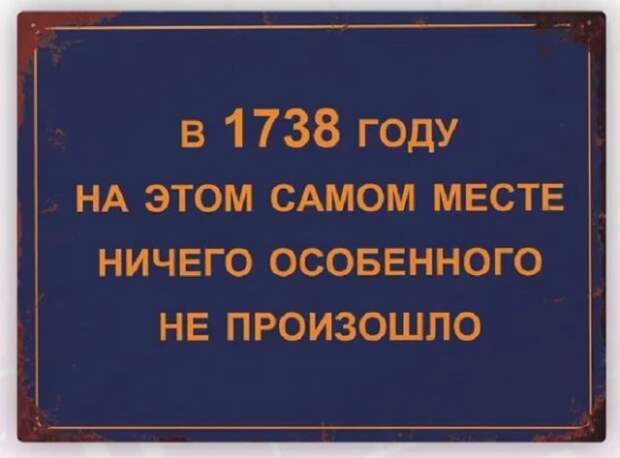 в 1738 году
на этом самом месте
ничего особенного
не произошло